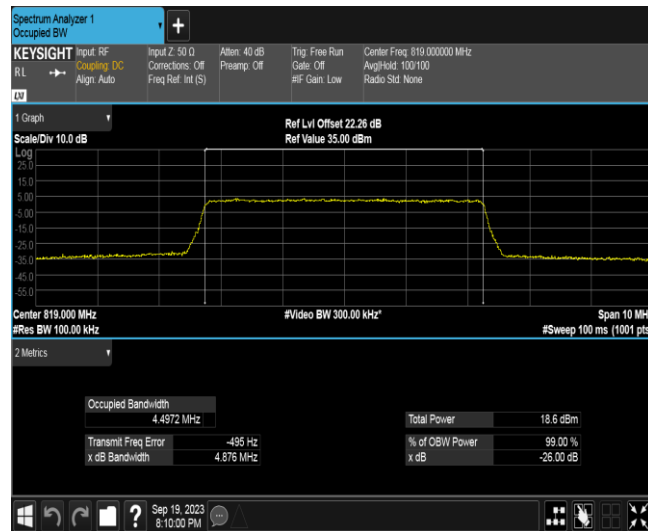 Spectrum Analyzer 1
Occupied BW
+
KEYSIGHT
RL
LXI
Input: RF
Coupling: DC
Align: Auto
Input Z: 50 Ω
Corrections: Off
Freq Ref: Int (S)
Atten: 40 dB
Preamp: Off
Trig: Free Run
Gate: Off
#IF Gain: Low
Center Freq: 819.000000 MHz
Avg|Hold: 100/100
Radio Std: None
1 Graph
Scale/Div 10.0 dB
Ref Lvl Offset 22.26 dB
Ref Value 35.00 dBm
Log
25.0
15.0
5.00
-5.00
-15.0
-25.0
-35.0
-45.0
-55.0
Center 819.000 MHz
#Res BW 100.00 kHz
#Video BW 300.00 kHz*
Span 10 MH
#Sweep 100 ms (1001 pts
2 Metrics
Occupied Bandwidth
4.4972 MHz
Transmit Freq Error -495 Hz
x dB Bandwidth 4.876 MHz
Total Power 18.6 dBm
% of OBW Power 99.00 %
x dB -26.00 dB
?
Sep 19, 2023
8:10:00 PM